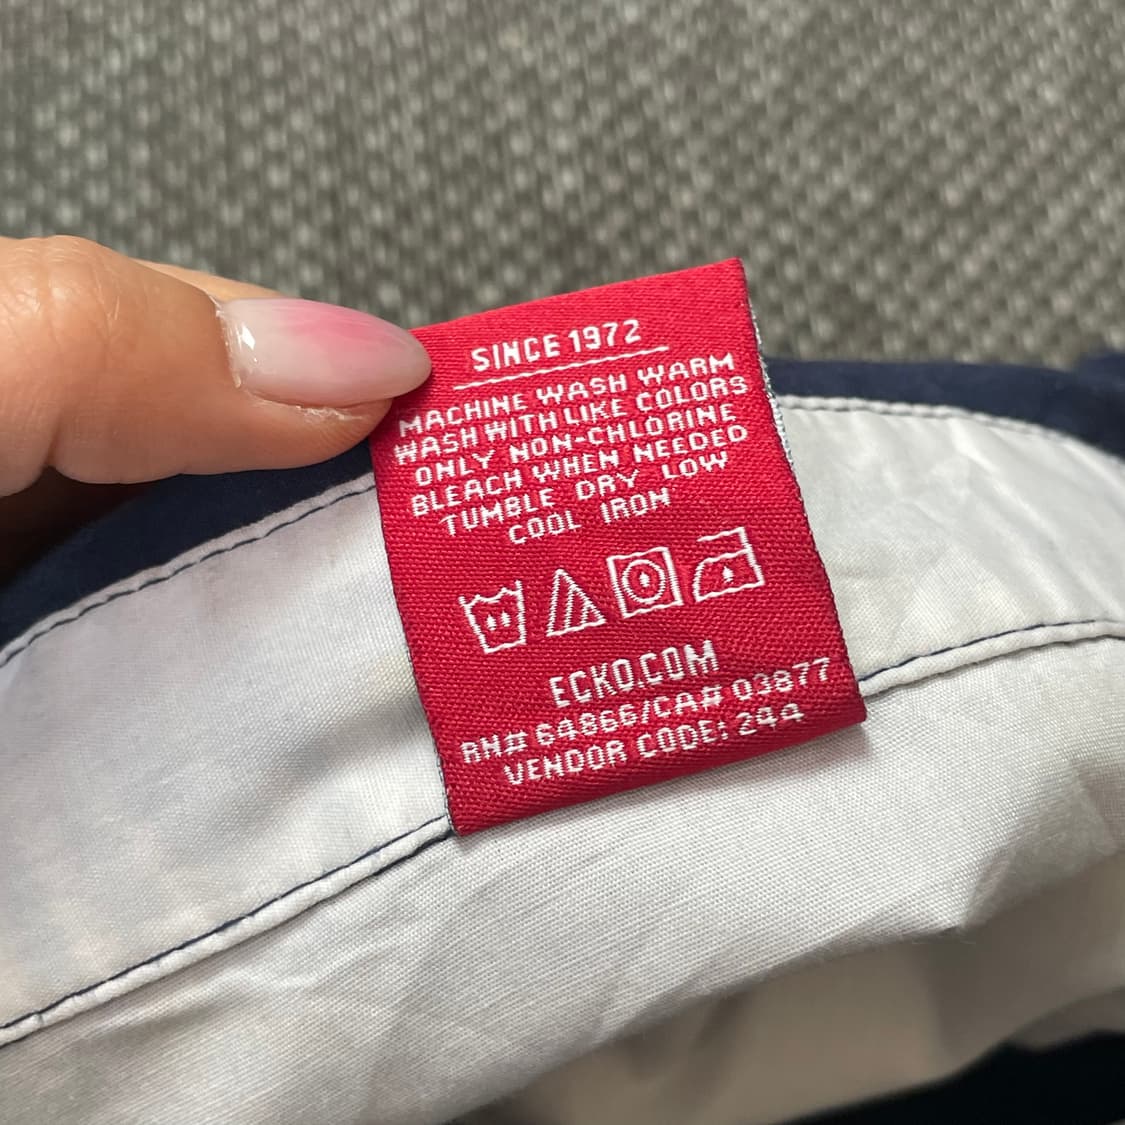 SINCE 1972
MACHINE WASH WARM
WASH WITH LIKE COLORS
ONLY NON-CHLORINE
BLEACH WHEN NEEDED
TUMBLE DRY LOW
COOL IRON
ECKO.COM
RN# 64866/CA# 03877
VENDOR CODE: 244